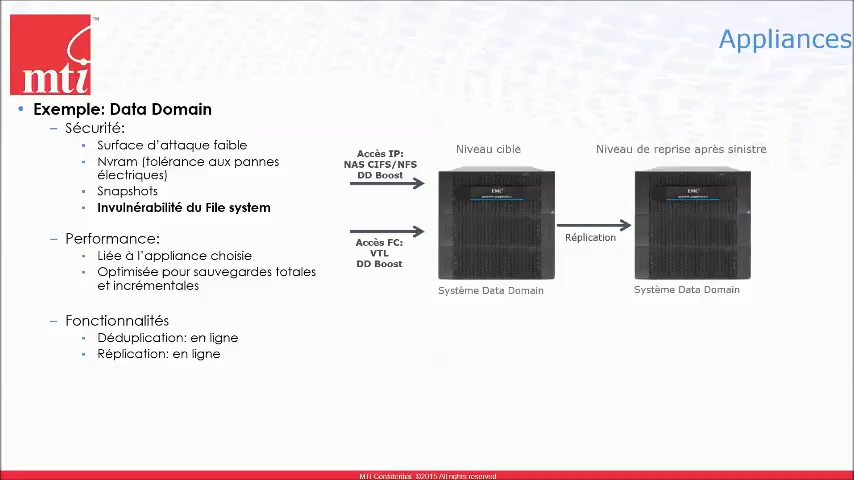 mti
™
Appliances
• Exemple: Data Domain
– Sécurité:
Surface d'attaque faible
Nvram (tolérance aux pannes
électriques)
Snapshots
Invulnérabilité du File system
– Performance:
Liée à l'appliance choisie
Optimisée pour sauvegardes totales
et incrémentales
– Fonctionnalités
Déduplication: en ligne
Réplication: en ligne
Accès IP:
NAS CIFS/NFS
DD Boost
Accès FC:
VTL
DD Boost
Niveau cible
EMC²
Système Data Domain
Réplication
Niveau de reprise après sinistre
EMC²
Système Data Domain
MTI Confidential ©2015 All rights reserved